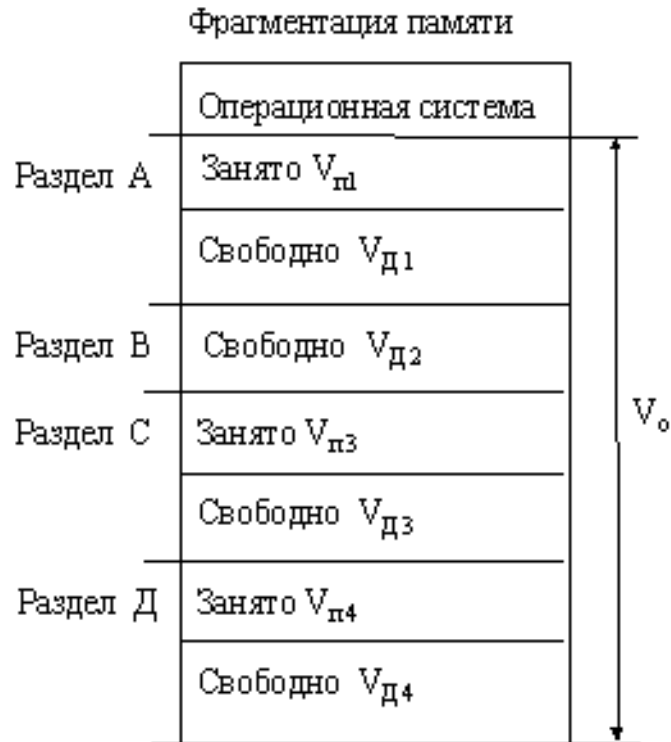 Фрагментация памяти
Операционная система
Раздел А
Занято Vп1
Свободно VД1
Раздел В
Свободно VД2
Раздел С
Занято Vп3
Свободно VД3
Раздел Д
Занято Vп4
Свободно VД4
Vo